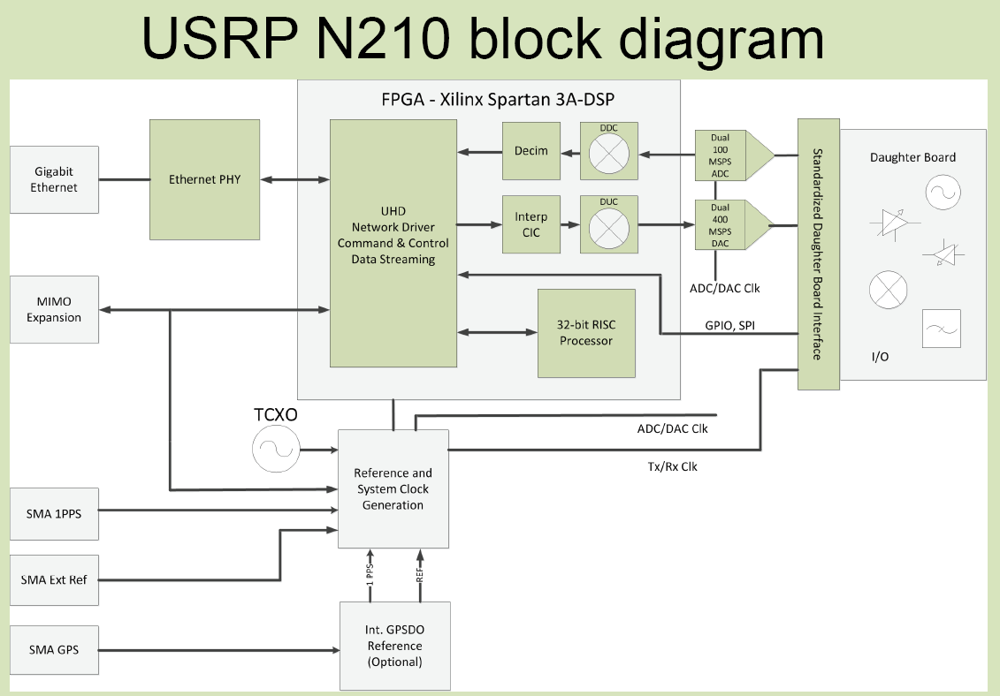 USRP N210 block diagram
FPGA - Xilinx Spartan 3A-DSP
Gigabit
Ethernet
Ethernet PHY
UHD
Network Driver
Command & Control
Data Streaming
Decim
DDC
Dual
100
MSPS
ADC
Interp
CIC
DUC
Dual
400
MSPS
DAC
ADC/DAC Clk
Standardized Daughter Board Interface
Daughter Board
I/O
MIMO
Expansion
32-bit RISC
Processor
GPIO, SPI
TCXO
ADC/DAC Clk
Tx/Rx Clk
Reference and
System Clock
Generation
SMA 1PPS
SMA Ext Ref
1 PPS
REF
SMA GPS
Int. GPSDO
Reference
(Optional)